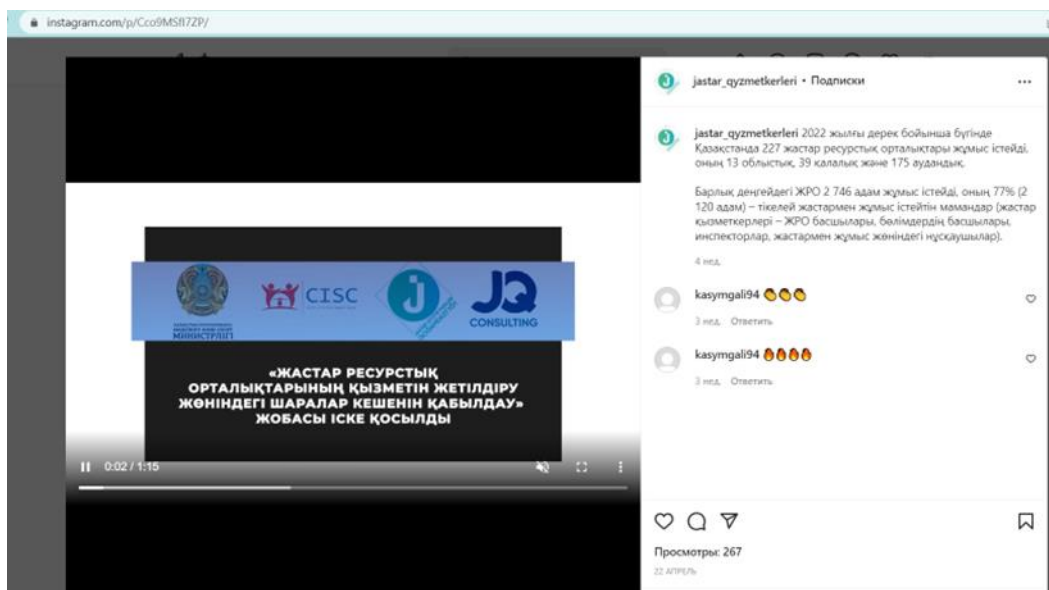 instagram.com/p/Cco9MSfI7ZP/
CISC
JQ
CONSULTING
МИНИСТРЛІГІ
«ЖАСТАР РЕСУРСТЫҚ
ОРТАЛЫҚТАРЫНЫҢ ҚЫЗМЕТІН ЖЕТІЛДІРУ
ЖӨНІНДЕГІ ШАРАЛАР КЕШЕНІН ҚАБЫЛДАУ»
ЖОБАСЫ ІСКЕ ҚОСЫЛДЫ
0:02 / 1:15
jastar_qyzmetkerleri • Подписки
jastar_qyzmetkerleri 2022 жылғы дерек бойынша бүгінде
Қазақстанда 227 жастар ресурстық орталықтары жұмыс істейді,
оның 13 облыстық, 39 қалалық және 175 аудандық.
Барлық деңгейдегі ЖРО 2 746 адам жұмыс істейді, оның 77% (2
120 адам) – тікелей жастармен жұмыс істейтін мамандар (жастар
қызметкерлері – ЖРО басшылары, бөлімдердің басшылары,
инспекторлар, жастармен жұмыс жөніндегі нұсқаушылар).
4 нед.
kasymgali94 👏👏👏
3 нед. Ответить
kasymgali94 🔥🔥🔥🔥
3 нед. Ответить
Просмотры: 267
22 АПРЕЛЬ